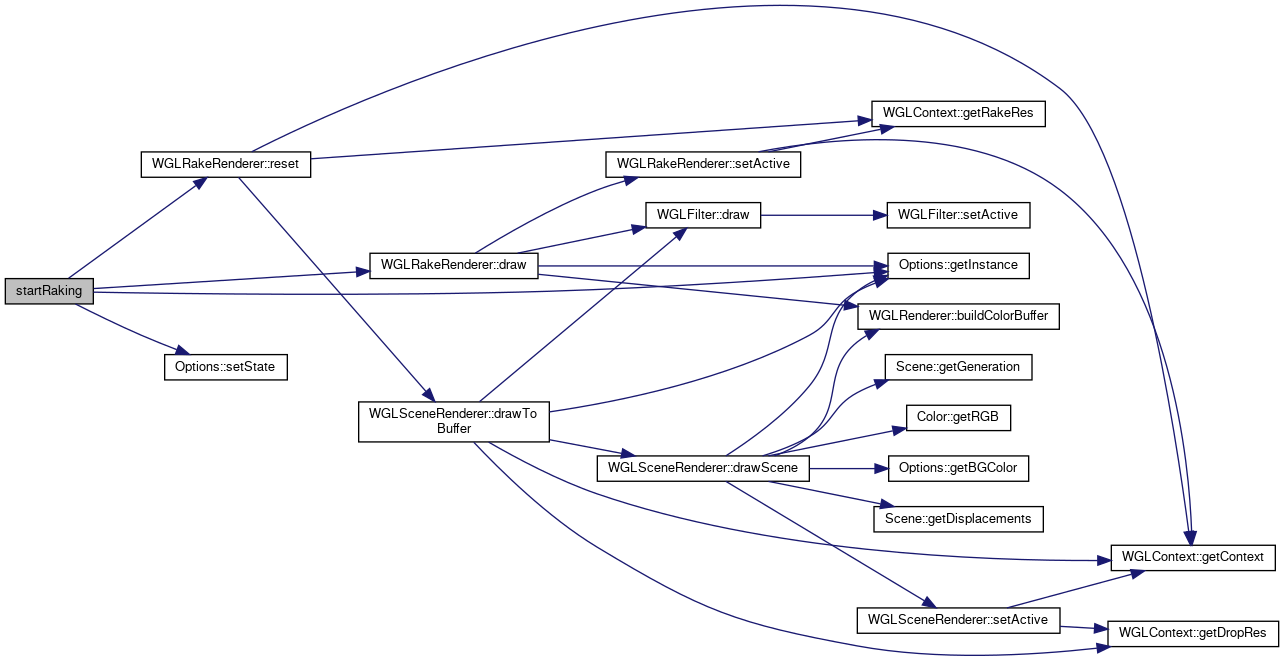 startRaking
WGLRakeRenderer::reset
Options::setState
WGLRakeRenderer::draw
WGLSceneRenderer::drawTo
Buffer
WGLRakeRenderer::setActive
WGLFilter::draw
WGLSceneRenderer::drawScene
WGLContext::getRakeRes
WGLFilter::setActive
Options::getInstance
WGLRenderer::buildColorBuffer
Scene::getGeneration
Color::getRGB
Options::getBGColor
Scene::getDisplacements
WGLSceneRenderer::setActive
WGLContext::getContext
WGLContext::getDropRes